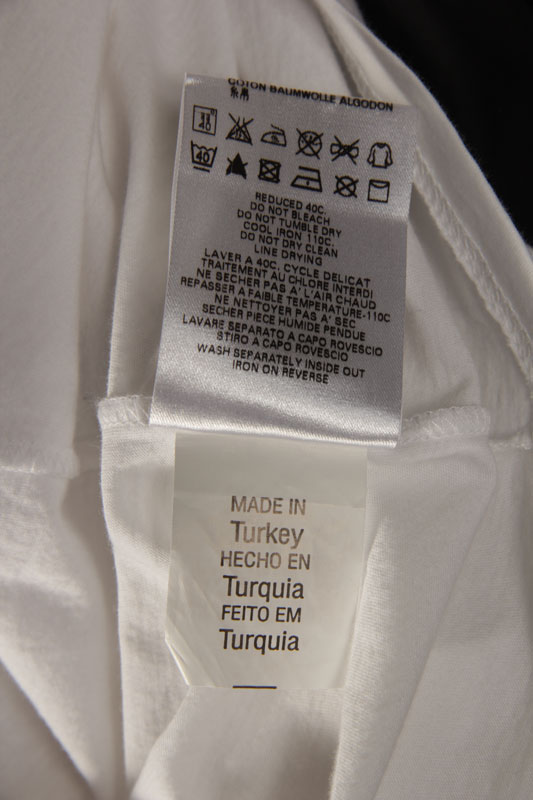 COTON BAUMWOLLE ALGODON
40
40
REDUCED 40C.
DO NOT BLEACH
DO NOT TUMBLE DRY
COOL IRON 110C.
DO NOT DRY CLEAN
LINE DRYING
LAVER A 40C. CYCLE DELICAT
TRAITEMENT AU CHLORE INTERDI
NE SECHER PAS A' L'AIR CHAUD
REPASSER A FAIBLE TEMPERATURE-110C
NE NETTOYER PAS A' SEC
SECHER PIECE HUMIDE PENDUE
LAVARE SEPARATO A CAPO ROVESCIO
STIRO A CAPO ROVESCIO
WASH SEPARATELY INSIDE OUT
IRON ON REVERSE
MADE IN
Turkey
HECHO EN
Turquia
FEITO EM
Turquia